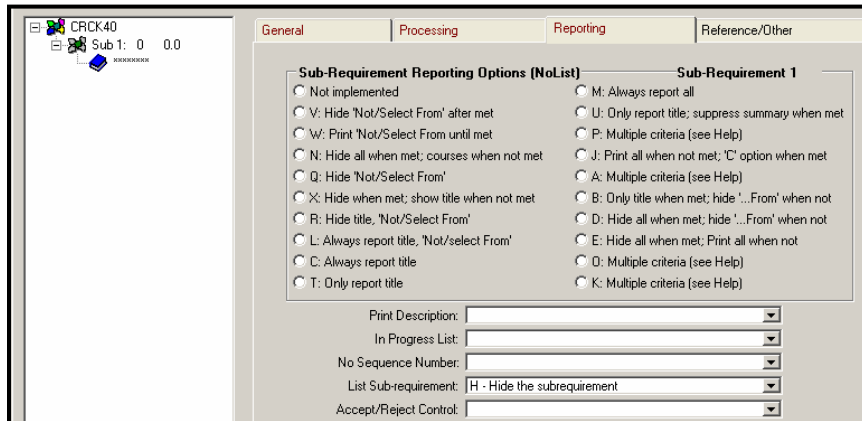 CRCK40
Sub 1: 0 0.0
********
General Processing Reporting Reference/Other
Sub-Requirement Reporting Options (NoList) Sub-Requirement 1
Not implemented
V: Hide 'Not/Select From' after met
W: Print 'Not/Select From until met
N: Hide all when met; courses when not met
Q: Hide 'Not/Select From'
X: Hide when met; show title when not met
R: Hide title, 'Not/Select From'
L: Always report title, 'Not/select From'
C: Always report title
T: Only report title
M: Always report all
U: Only report title; suppress summary when met
P: Multiple criteria (see Help)
J: Print all when not met; 'C' option when met
A: Multiple criteria (see Help)
B: Only title when met; hide '...From' when not
D: Hide all when met; hide '...From' when not
E: Hide all when met; Print all when not
O: Multiple criteria (see Help)
K: Multiple criteria (see Help)
Print Description:
In Progress List:
No Sequence Number:
List Sub-requirement: H - Hide the subrequirement
Accept/Reject Control: